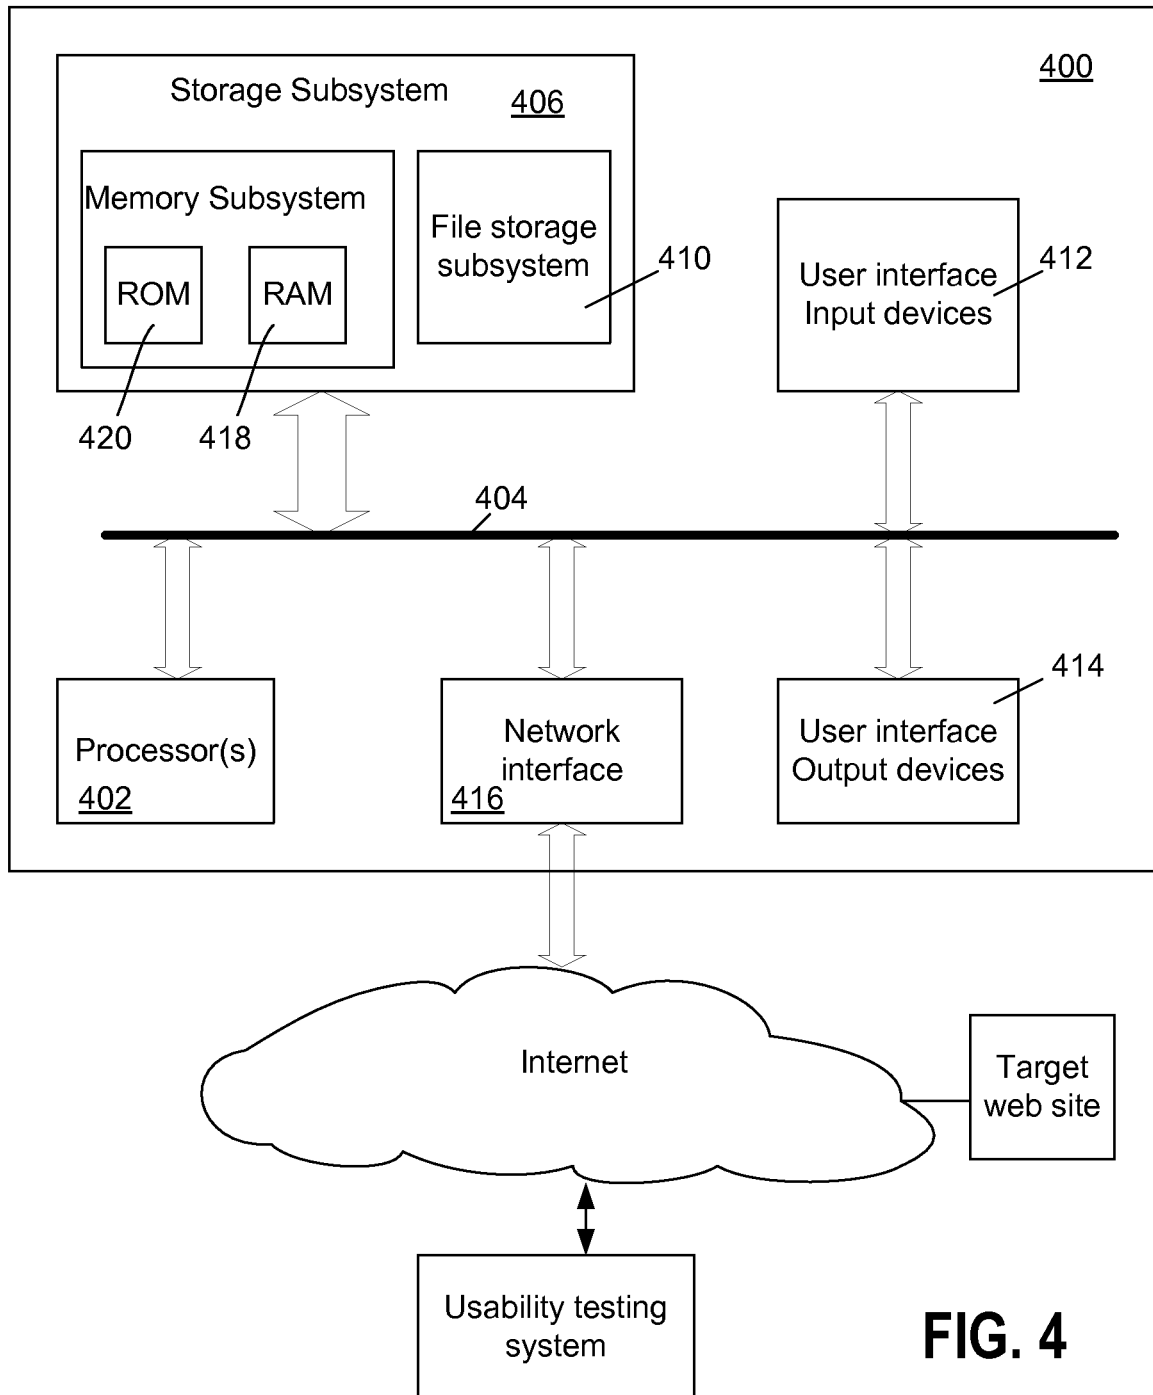 400
Storage Subsystem
406
Memory Subsystem
ROM
RAM
420
418
File storage
subsystem
410
User interface
Input devices
412
404
Processor(s)
402
Network
interface
416
User interface
Output devices
414
Internet
Target
web site
Usability testing
system
FIG. 4